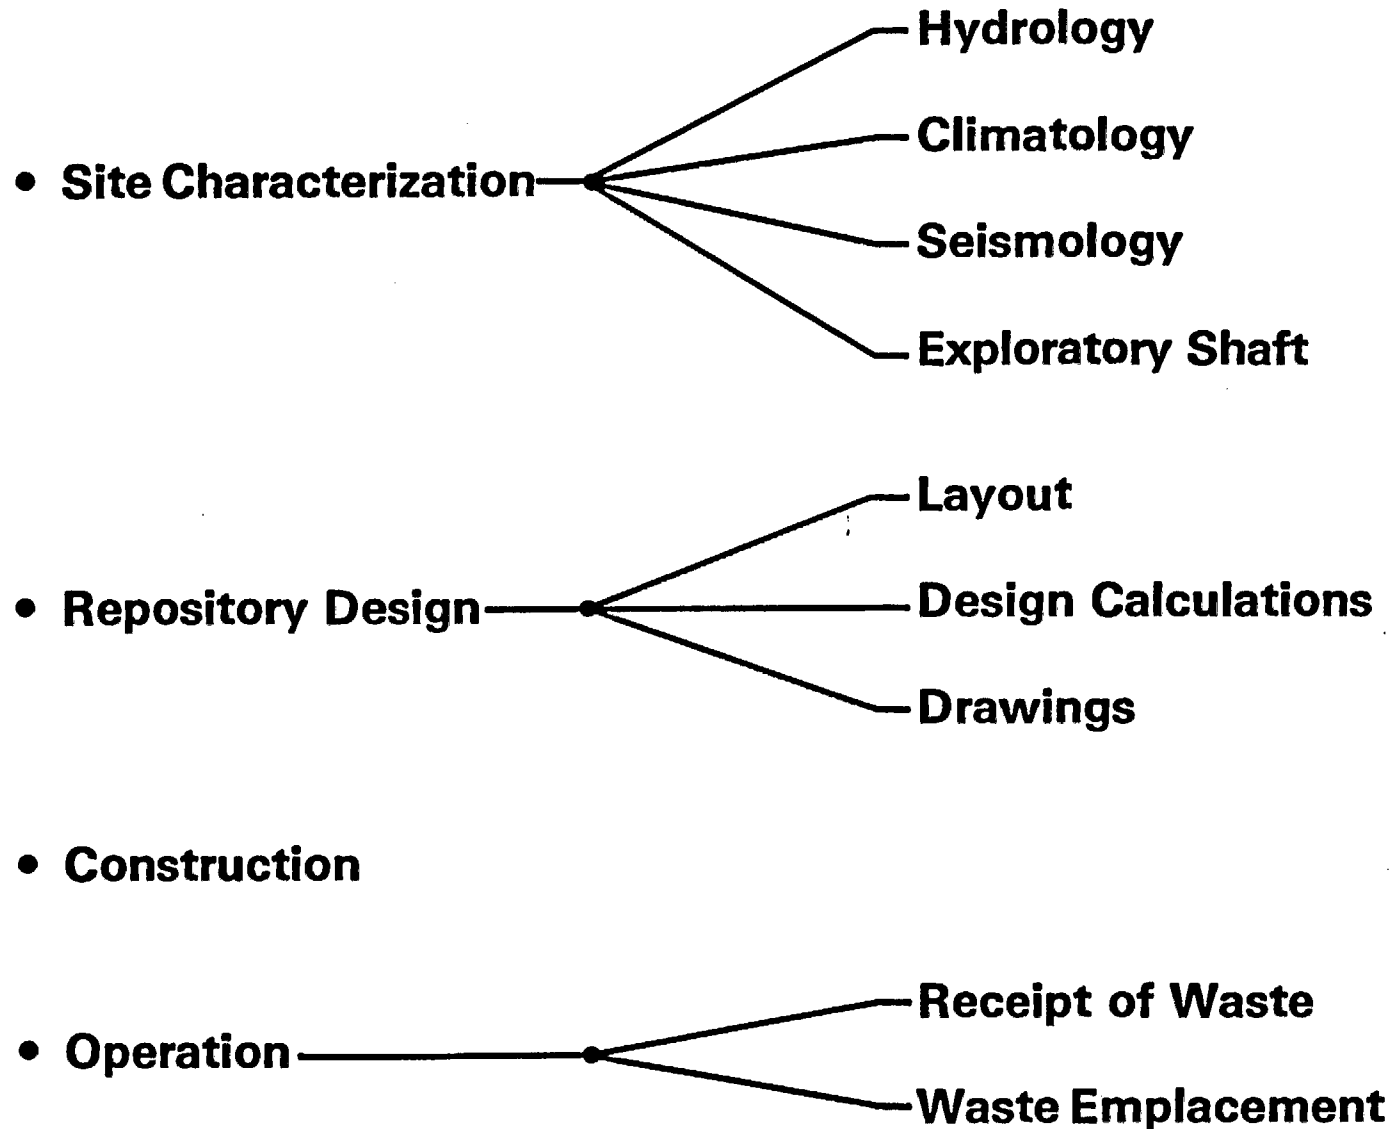 • Site Characterization
Hydrology
Climatology
Seismology
Exploratory Shaft
• Repository Design
Layout
Design Calculations
Drawings
• Construction
• Operation
Receipt of Waste
Waste Emplacement